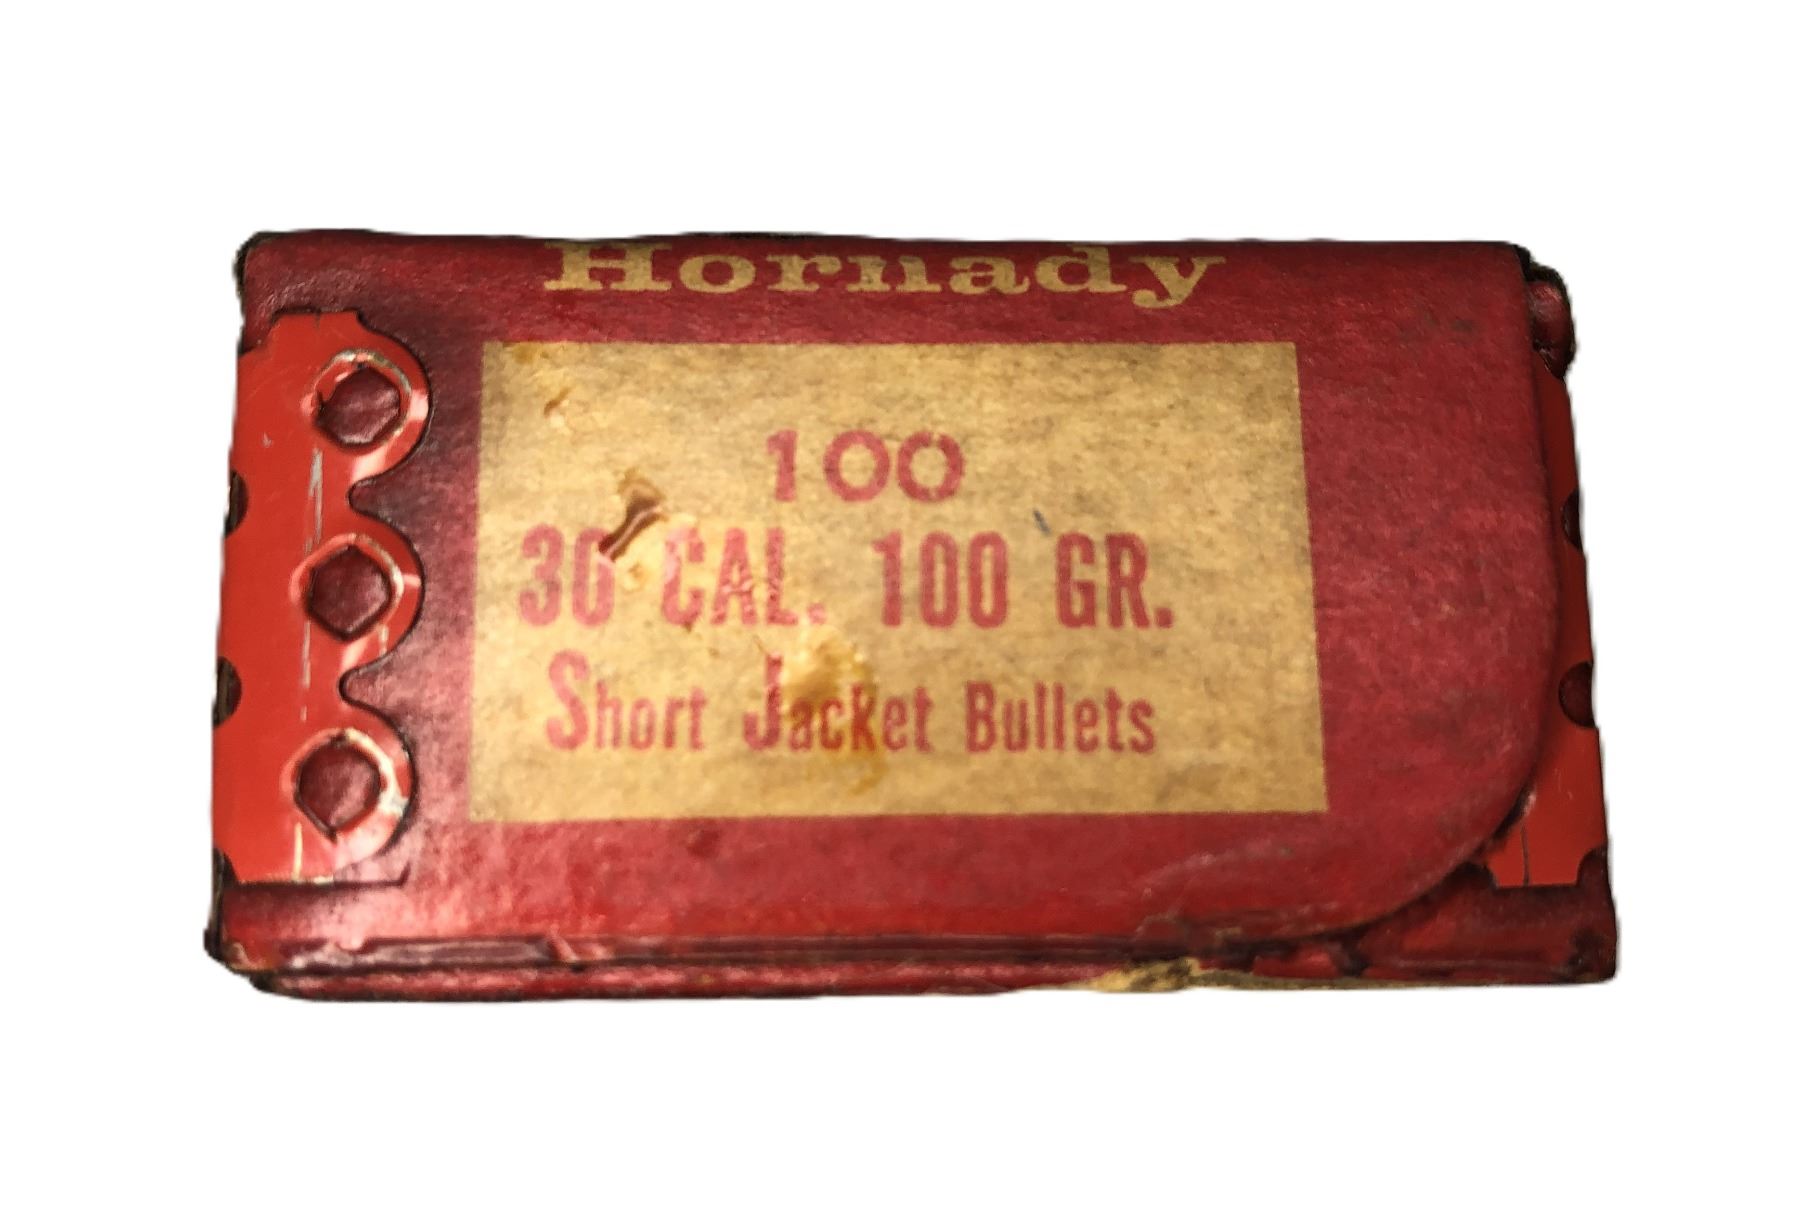 Hornady
100
30 CAL. 100 GR.
Short Jacket Bullets